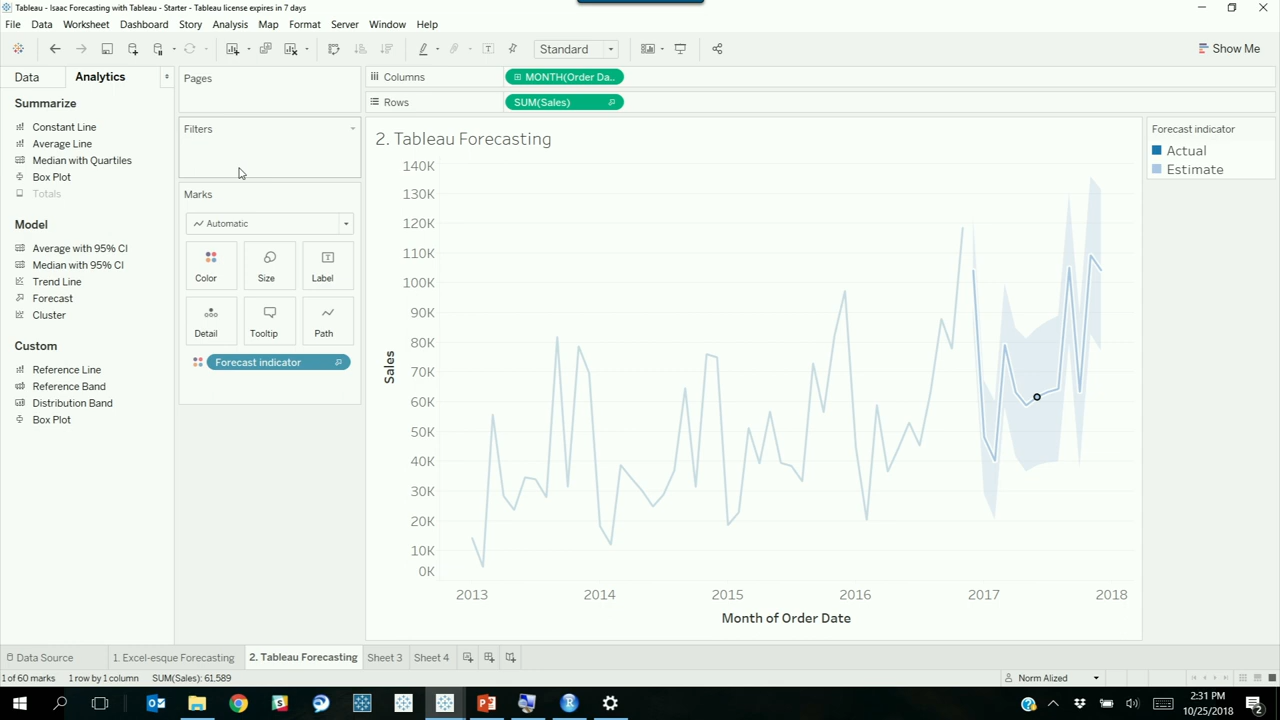 Tableau - Isaac Forecasting with Tableau - Starter - Tableau license expires in 7 days
File Data Worksheet Dashboard Story Analysis Map Format Server Window Help
Standard
Show Me
Data Analytics
Summarize
Constant Line
Average Line
Median with Quartiles
Box Plot
Totals
Model
Average with 95% CI
Median with 95% CI
Trend Line
Forecast
Cluster
Custom
Reference Line
Reference Band
Distribution Band
Box Plot
Pages
Filters
Marks
Automatic
Color Size Label
Detail Tooltip Path
Forecast indicator
Columns MONTH(Order Da..
Rows SUM(Sales)
2. Tableau Forecasting
140K
130K
120K
110K
100K
90K
80K
70K
60K
50K
40K
30K
20K
10K
0K
Sales
2013 2014 2015 2016 2017 2018
Month of Order Date
Forecast indicator
Actual
Estimate
Data Source 1. Excel-esque Forecasting 2. Tableau Forecasting Sheet 3 Sheet 4
1 of 60 marks 1 row by 1 column SUM(Sales): 61,589 Norm Alized
2:31 PM
10/25/2018
2